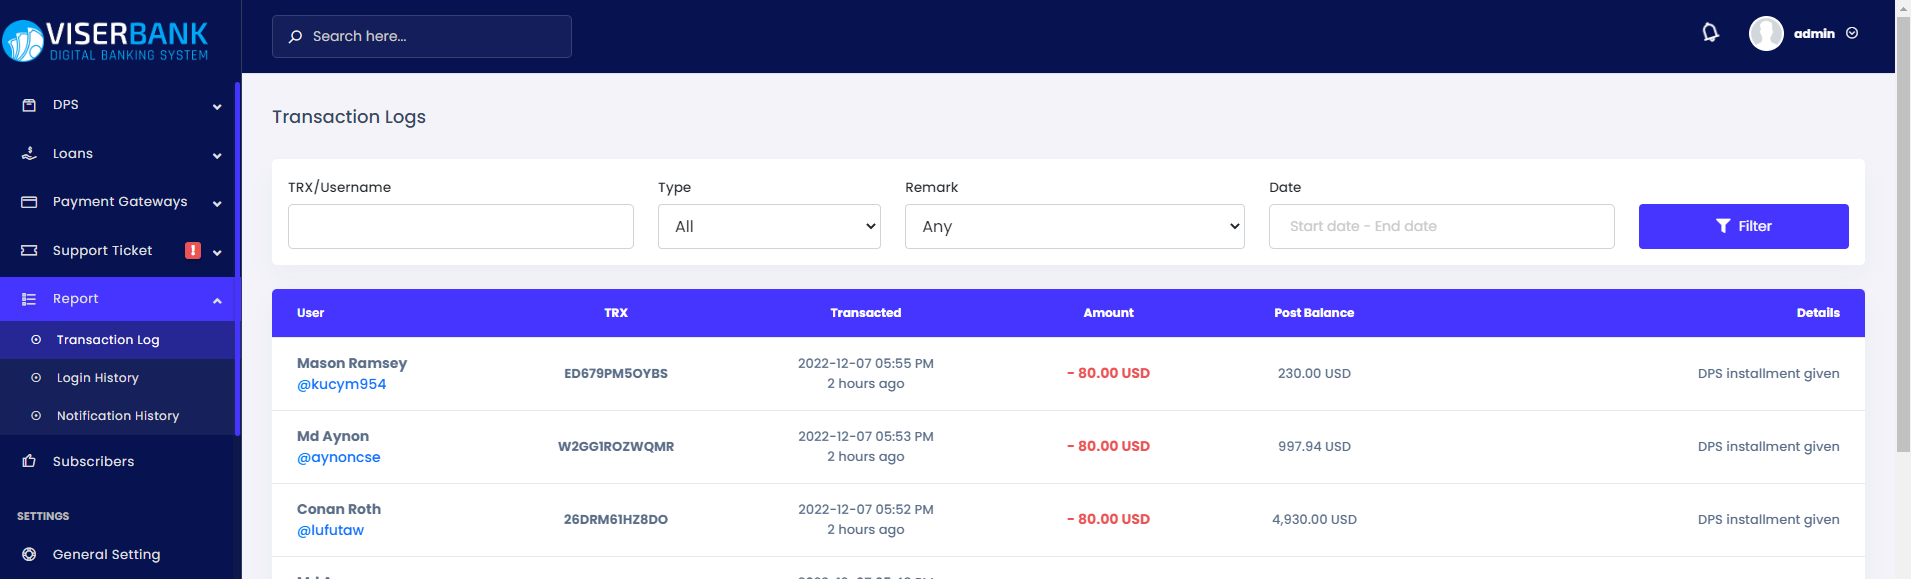 VISERBANK
DIGITAL BANKING SYSTEM
Search here...
admin
DPS
Loans
Payment Gateways
Support Ticket !
Report
Transaction Log
Login History
Notification History
Subscribers
SETTINGS
General Setting
Transaction Logs
TRX/Username Type Remark Date
All Any Start date - End date Filter
User TRX Transacted Amount Post Balance Details
Mason Ramsey
@kucym954
ED679PM5OYBS
2022-12-07 05:55 PM
2 hours ago
- 80.00 USD
230.00 USD
DPS installment given
Md Aynon
@aynoncse
W2GG1ROZWQMR
2022-12-07 05:53 PM
2 hours ago
- 80.00 USD
997.94 USD
DPS installment given
Conan Roth
@lufutaw
26DRM61HZ8DO
2022-12-07 05:52 PM
2 hours ago
- 80.00 USD
4,930.00 USD
DPS installment given